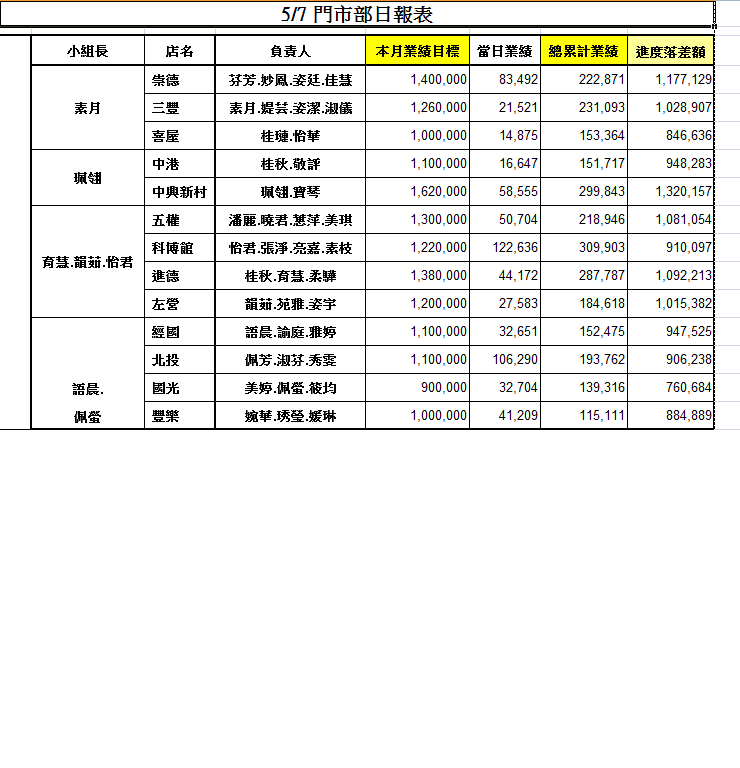 5/7 門市部日報表
小組長 店名 負責人 本月業績目標 當日業績 總累計業績 進度落差額
素月 崇德 芬芳.妙鳳.姿廷.佳慧 1,400,000 83,492 222,871 1,177,129
三豐 素月.緹芸.姿潔.淑儀 1,260,000 21,521 231,093 1,028,907
喜屋 桂璉.怡華 1,000,000 14,875 153,364 846,636
珮翎 中港 桂秋.敬評 1,100,000 16,647 151,717 948,283
中興新村 珮翎.寶琴 1,620,000 58,555 299,843 1,320,157
育慧.韻茹.怡君 五權 潘麗.曉君.蕙萍.美琪 1,300,000 50,704 218,946 1,081,054
科博館 怡君.張淨.亮嘉.素枝 1,220,000 122,636 309,903 910,097
進德 桂秋.育慧.柔驊 1,380,000 44,172 287,787 1,092,213
左營 韻茹.苑雅.姿宇 1,200,000 27,583 184,618 1,015,382
語晨. 佩螢 經國 語晨.諭庭.雅婷 1,100,000 32,651 152,475 947,525
北投 佩芳.淑芬.秀雯 1,100,000 106,290 193,762 906,238
國光 美婷.佩螢.筱均 900,000 32,704 139,316 760,684
豐樂 婉華.琇瑩.媛琳 1,000,000 41,209 115,111 884,889